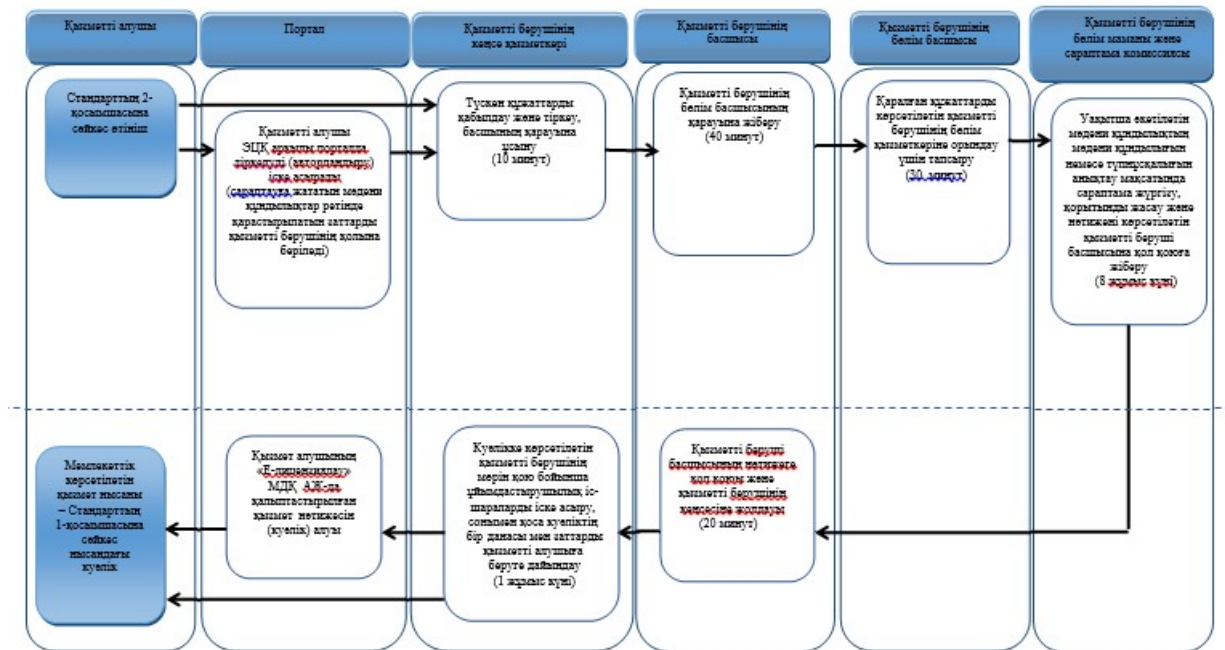 Қызметті алушы
Портал
Қызметті берушінің
кеңсе қызметкері
Қызметті берушінің
басшысы
Қызметті берушінің
бөлім басшысы
Қызметті берушінің
бөлім маманы және
сараптама комиссиясы
Стандарттың 2-
қосымшасына
сәйкес өтініш
Қызметті алушы
ЭЦҚ арқылы порталда
тіркелуді (авторландыру)
іске асырады
(сараптауға жататын мәдени
құндылықтар ретінде
қарастырылатын заттарды
қызметті берушінің қолына
беріледі)
Түскен құжаттарды
қабылдау және тіркеу,
басшының қарауына
ұсыну
(10 минут)
Қызметті берушінің
бөлім басшысының
қарауына жіберу
(40 минут)
Қаралған құжаттарды
көрсетілетін қызметті
берушінің бөлім
қызметкеріне орындау
үшін тапсыру
(30 минут)
Уақытша әкетілетін
мәдени құндылықтың
мәдени құндылығын
немесе түпнұсқалығын
анықтау мақсатында
сараптама жүргізу,
қорытынды жасау және
нәтижені көрсетілетін
қызметті беруші
басшысына қол қоюға
жіберу
(8 жұмыс күні)
Мемлекеттік
көрсетілетін
қызмет нысаны
– Стандарттың
1-қосымшасына
сәйкес
нысандағы
куәлік
Қызмет алушының
«Е-лицензиялау»
МДҚ АЖ-да
қалыптастырылған
қызмет нәтижесін
(куәлік) алуы
Куәлікке көрсетілетін
қызметті берушінің
мөрін қою бойынша
ұйымдастырушылық іс-
шараларды іске асыру,
сонымен қоса куәліктің
бір данасы мен заттарды
қызметті алушыға
беруге дайындау
(1 жұмыс күні)
Қызметті беруші
басшысының нәтижеге
қол қоюы және
қызметті берушінің
кеңсесіне жолдауы
(20 минут)